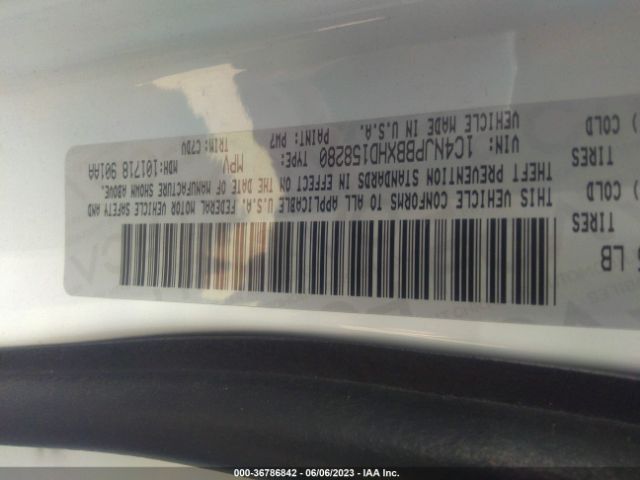 THIS VEHICLE CONFORMS TO ALL APPLICABLE U.S.A. FEDERAL MOTOR VEHICLE SAFETY AND
THEFT PREVENTION STANDARDS IN EFFECT ON THE DATE OF MANUFACTURE SHOWN ABOVE.
VIN: 1C4NJPBBXHD158280 TYPE: MPV MDH:101718 901AA
VEHICLE MADE IN U.S.A. PAINT: PW7 TRIM: C7DV
LB
TIRES
) COLD
TIRES
) COLD
000-36786842 - 06/06/2023 - IAA Inc.